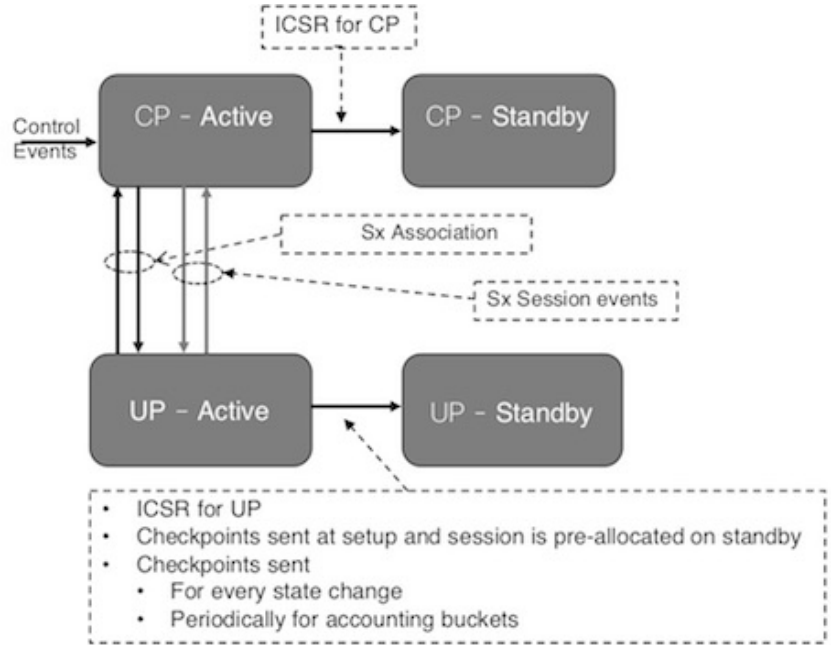 ICSR for CP
CP - Active
CP - Standby
Control
Events
Sx Association
Sx Session events
UP - Active
UP - Standby
• ICSR for UP
• Checkpoints sent at setup and session is pre-allocated on standby
• Checkpoints sent
• For every state change
• Periodically for accounting buckets